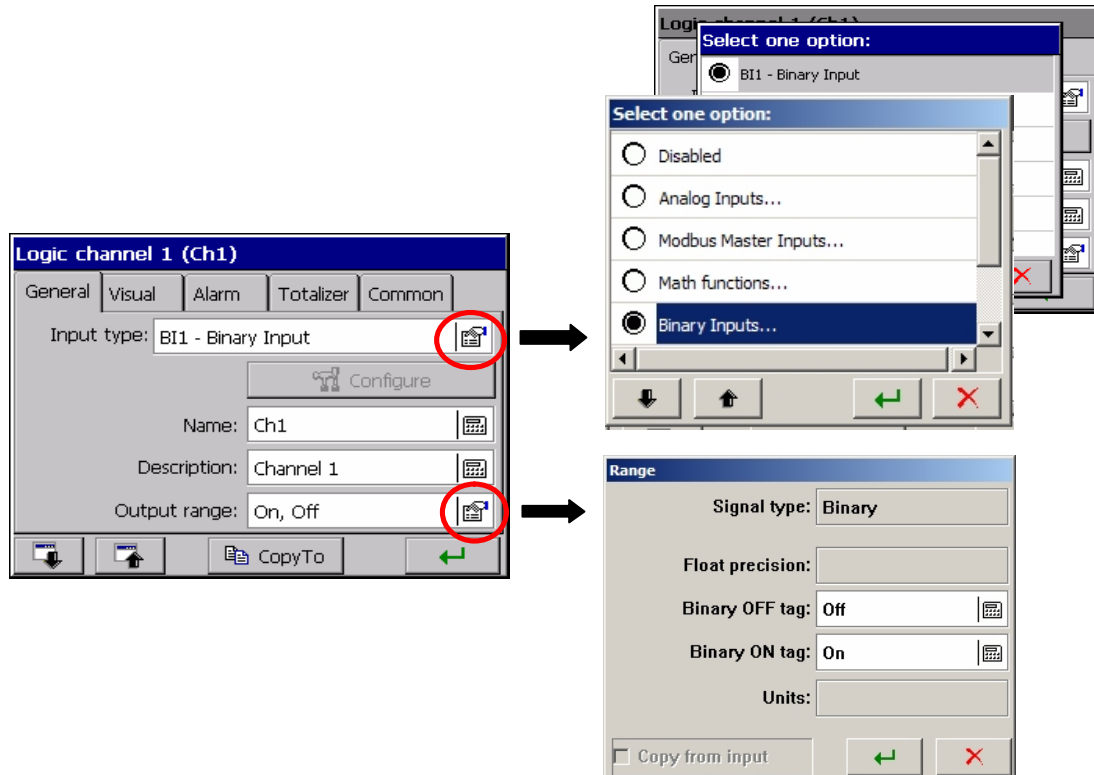 Logic channel 1 (Ch1)
General Visual Alarm Totalizer Common
Input type: BI1 - Binary Input
Configure
Name: Ch1
Description: Channel 1
Output range: On, Off
CopyTo
Select one option:
BI1 - Binary Input
Select one option:
Disabled
Analog Inputs...
Modbus Master Inputs...
Math functions...
Binary Inputs...
Range
Signal type: Binary
Float precision:
Binary OFF tag: Off
Binary ON tag: On
Units:
Copy from input